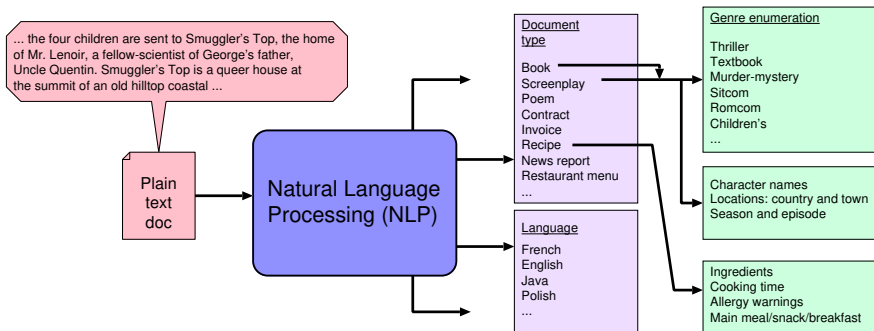 ... the four children are sent to Smuggler's Top, the home
of Mr. Lenoir, a fellow-scientist of George's father,
Uncle Quentin. Smuggler's Top is a queer house at
the summit of an old hilltop coastal ...
Plain
text
doc
Natural Language
Processing (NLP)
Document
type
Book
Screenplay
Poem
Contract
Invoice
Recipe
News report
Restaurant menu
...
Language
French
English
Java
Polish
...
Genre enumeration
Thriller
Textbook
Murder-mystery
Sitcom
Romcom
Children's
...
Character names
Locations: country and town
Season and episode
Ingredients
Cooking time
Allergy warnings
Main meal/snack/breakfast